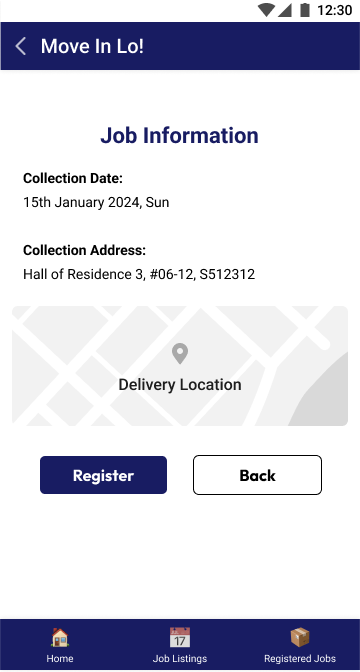 12:30
Move In Lo!
Job Information
Collection Date:
15th January 2024, Sun
Collection Address:
Hall of Residence 3, #06-12, S512312
Delivery Location
Register Back
17
Home Job Listings Registered Jobs